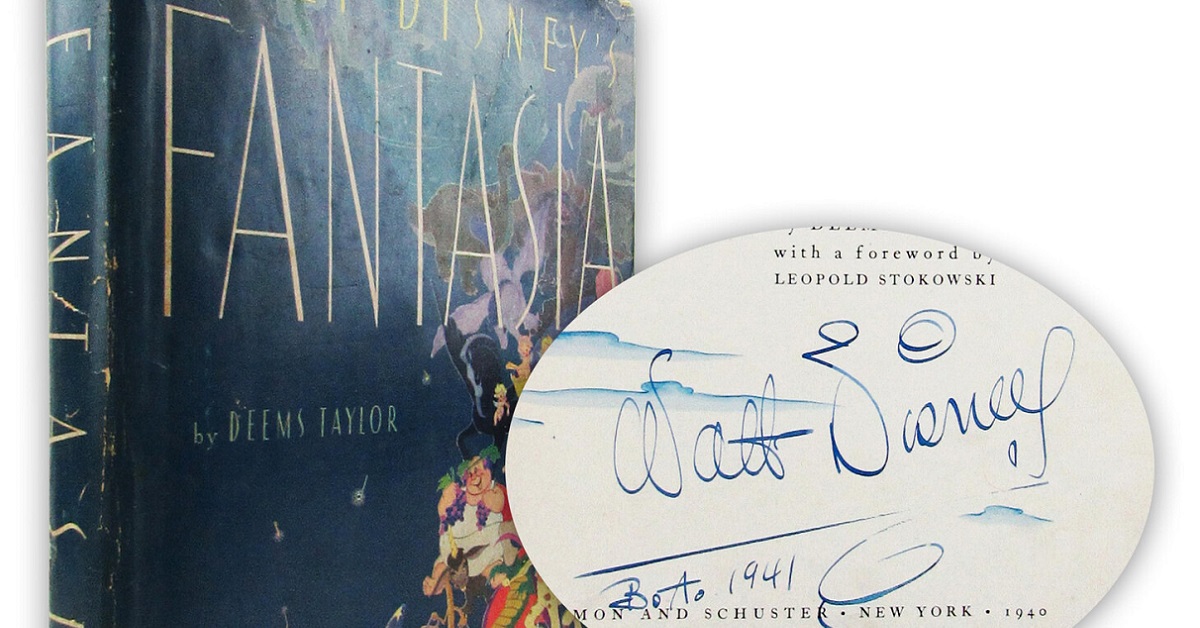 DISNEY'S
FANTASIA
by DEEMS TAYLOR
FANTAS
with a foreword by
LEOPOLD STOKOWSKI
Walt Disney
1941
MON AND SCHUSTER • NEW YORK • 1940